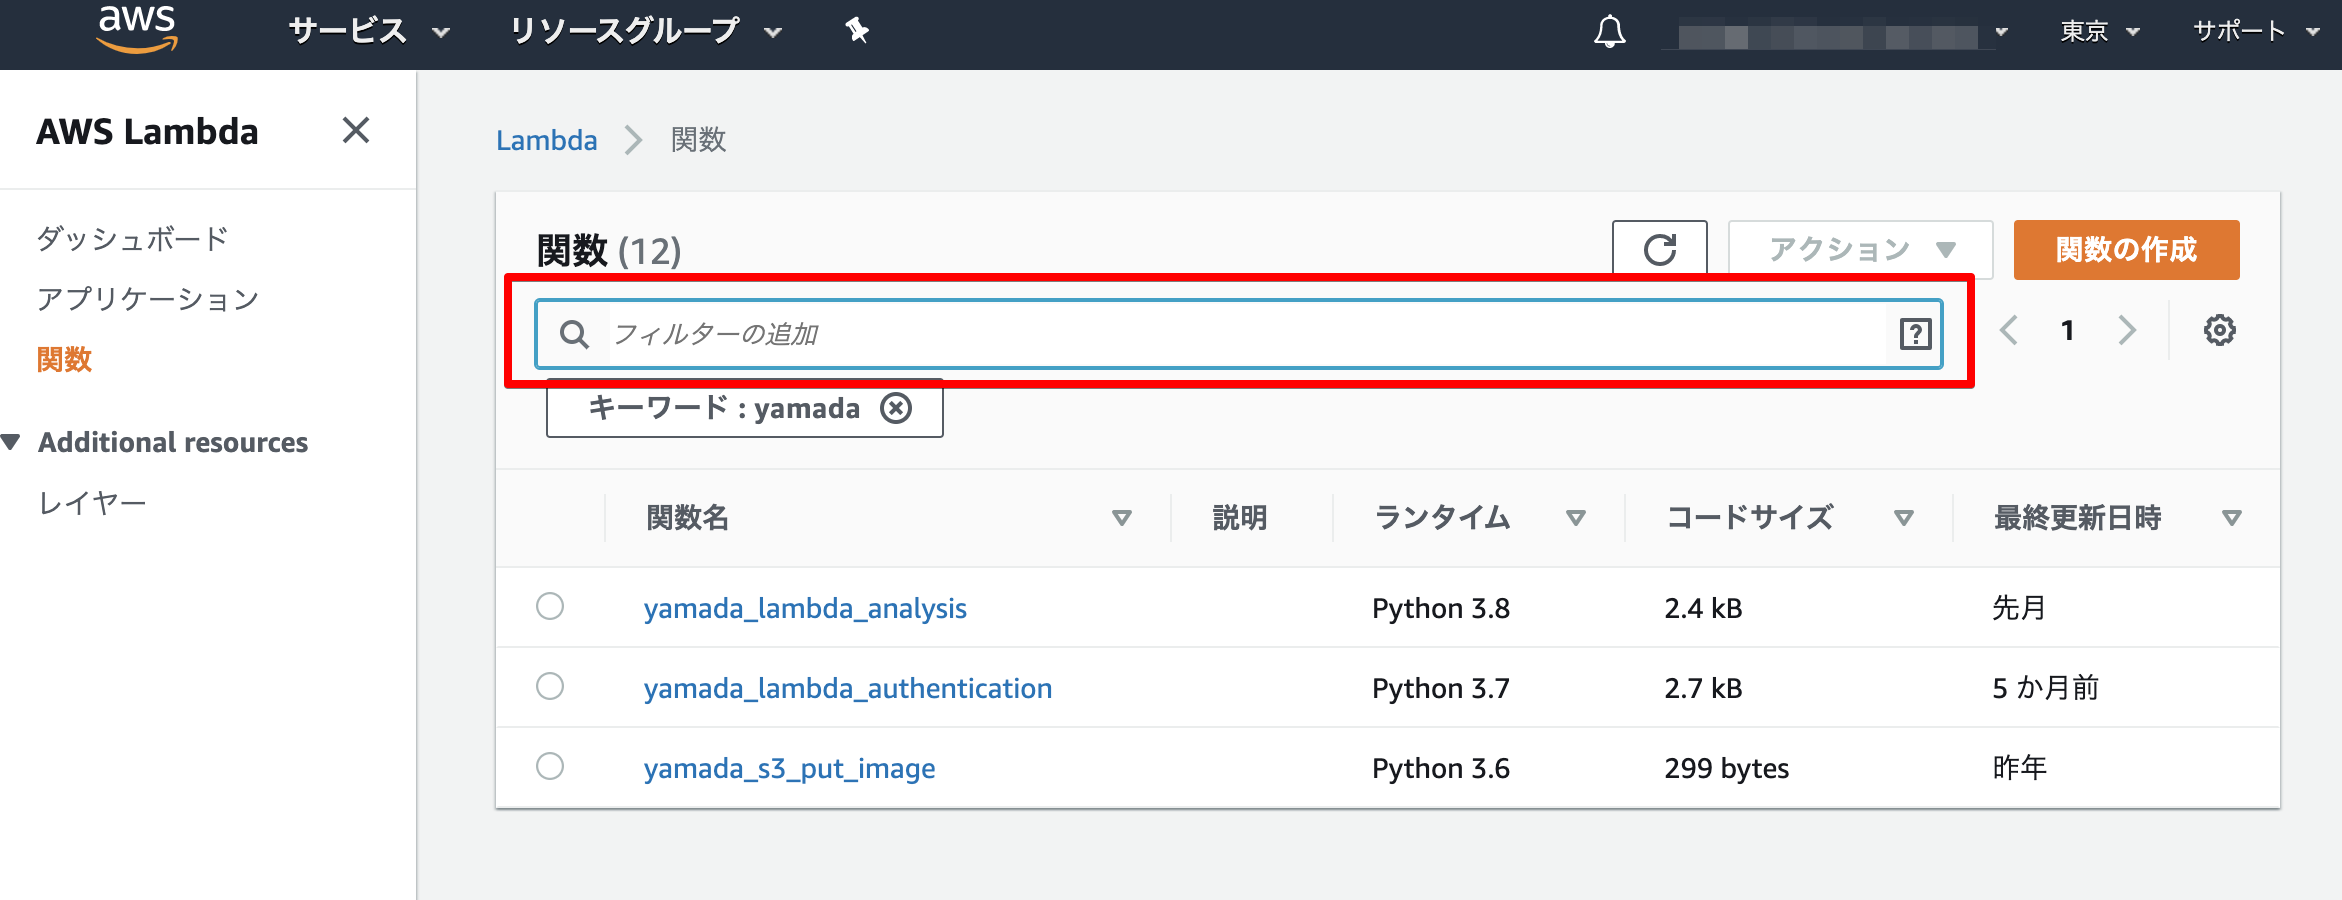 aws サービス リソースグループ 東京 サポート
AWS Lambda
ダッシュボード
アプリケーション
関数
Additional resources
レイヤー
Lambda 関数
関数 (12) アクション 関数の作成
フィルターの追加 ? 1
キーワード : yamada
関数名 説明 ランタイム コードサイズ 最終更新日時
yamada_lambda_analysis Python 3.8 2.4 kB 先月
yamada_lambda_authentication Python 3.7 2.7 kB 5 か月前
yamada_s3_put_image Python 3.6 299 bytes 昨年